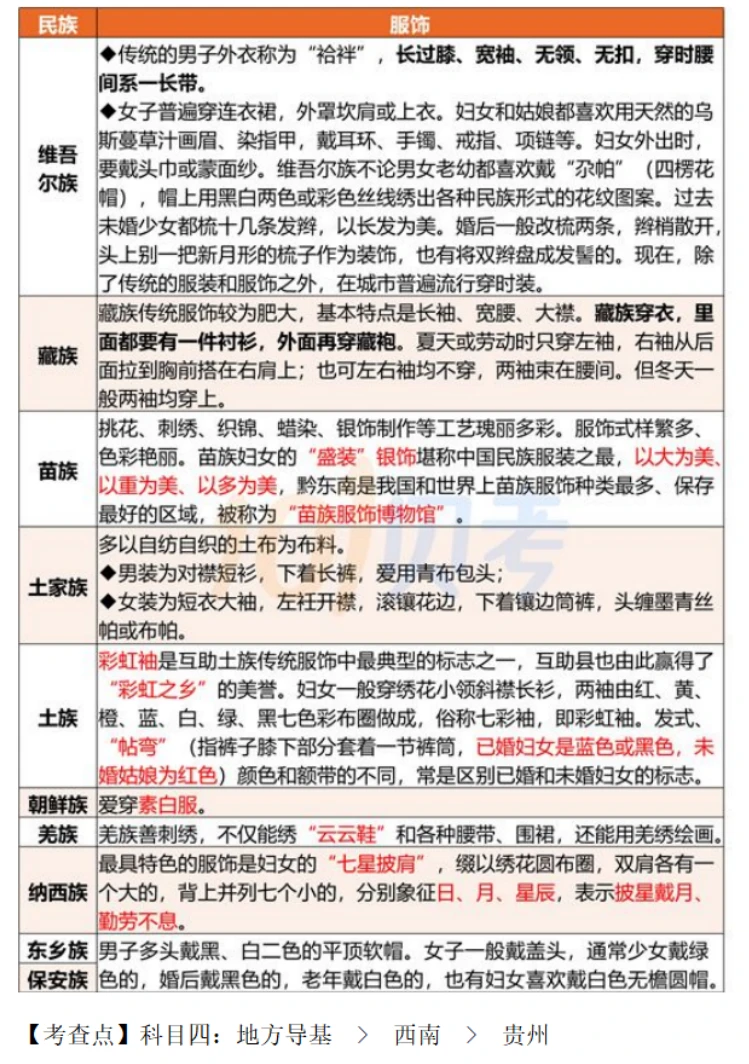 民族 服饰
维吾尔族
◆传统的男子外衣称为“袷袢”，长过膝、宽袖、无领、无扣，穿时腰
间系一长带。
◆女子普遍穿连衣裙，外罩坎肩或上衣。妇女和姑娘都喜欢用天然的乌
斯蔓草汁画眉、染指甲，戴耳环、手镯、戒指、项链等。妇女外出时，
要戴头巾或蒙面纱。维吾尔族不论男女老幼都喜欢戴“尕帕”（四楞花
帽），帽上用黑白两色或彩色丝线绣出各种民族形式的花纹图案。过去
未婚少女都梳十几条发辫，以长发为美。婚后一般改梳两条，辫梢散开，
头上别一把新月形的梳子作为装饰，也有将双辫盘成发髻的。现在，除
了传统的服装和服饰之外，在城市普遍流行穿时装。
藏族
藏族传统服饰较为肥大，基本特点是长袖、宽腰、大襟。藏族穿衣，里
面都要有一件衬衫，外面再穿藏袍。夏天或劳动时只穿左袖，右袖从后
面拉到胸前搭在右肩上；也可左右袖均不穿，两袖束在腰间。但冬天一
般两袖均穿上。
苗族
挑花、刺绣、织锦、蜡染、银饰制作等工艺瑰丽多彩。服饰式样繁多、
色彩艳丽。苗族妇女的“盛装”银饰堪称中国民族服装之最，以大为美、
以重为美、以多为美，黔东南是我国和世界上苗族服饰种类最多、保存
最好的区域，被称为“苗族服饰博物馆”。
土家族
多以自纺自织的土布为布料。
◆男装为对襟短衫，下着长裤，爱用青布包头；
◆女装为短衣大袖，左衽开襟，滚镶花边，下着镶边筒裤，头缠墨青丝
帕或布帕。
土族
彩虹袖是互助土族传统服饰中最典型的标志之一，互助县也由此赢得了
“彩虹之乡”的美誉。妇女一般穿绣花小领斜襟长衫，两袖由红、黄、
橙、蓝、白、绿、黑七色彩布圈做成，俗称七彩袖，即彩虹袖。发式、
“帖弯”（指裤子膝下部分套着一节裤筒，已婚妇女是蓝色或黑色，未
婚姑娘为红色）颜色和额带的不同，常是区别已婚和未婚妇女的标志。
朝鲜族 爱穿素白服。
羌族 羌族善刺绣，不仅能绣“云云鞋”和各种腰带、围裙，还能用羌绣绘画。
纳西族
最具特色的服饰是妇女的“七星披肩”，缀以绣花圆布圈，双肩各有一
个大的，背上并列七个小的，分别象征日、月、星辰，表示披星戴月、
勤劳不息。
东乡族 男子多头戴黑、白二色的平顶软帽。女子一般戴盖头，通常少女戴绿
保安族 色的，婚后戴黑色的，老年戴白色的，也有妇女喜欢戴白色无檐圆帽。
【考查点】科目四：地方导基 > 西南 > 贵州